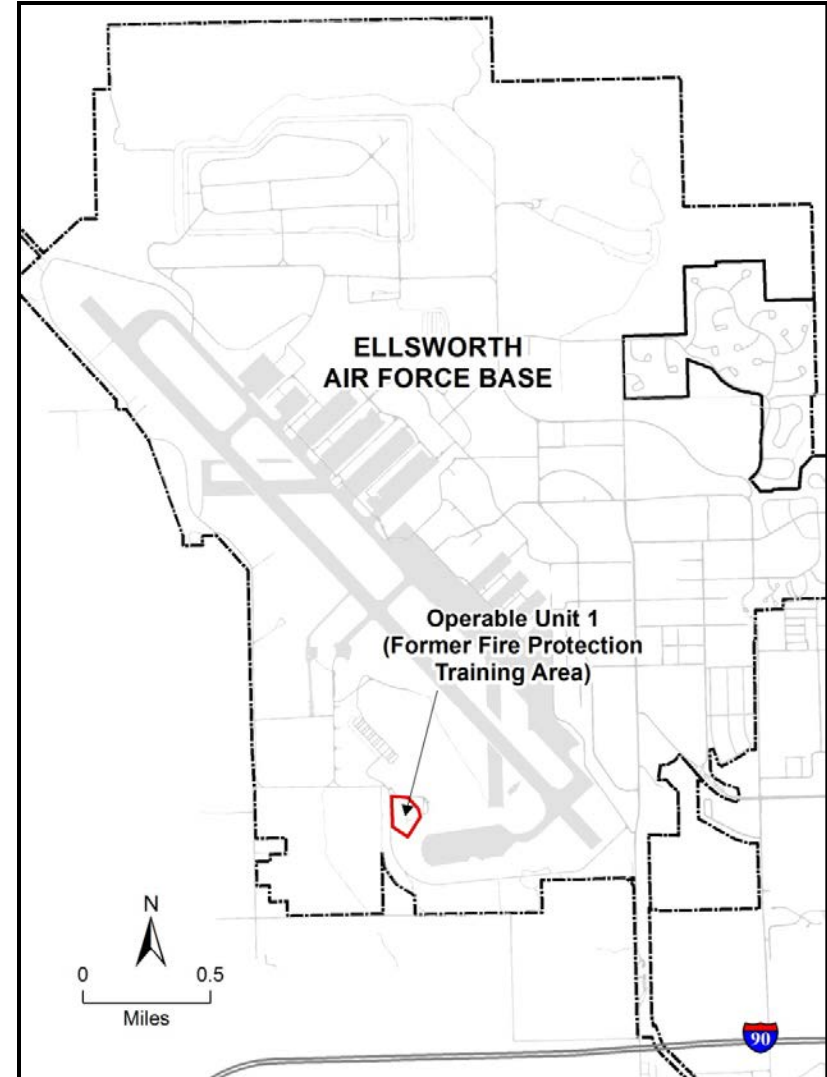 ELLSWORTH
AIR FORCE BASE
Operable Unit 1
(Former Fire Protection
Training Area)
N
0 0.5
Miles
90